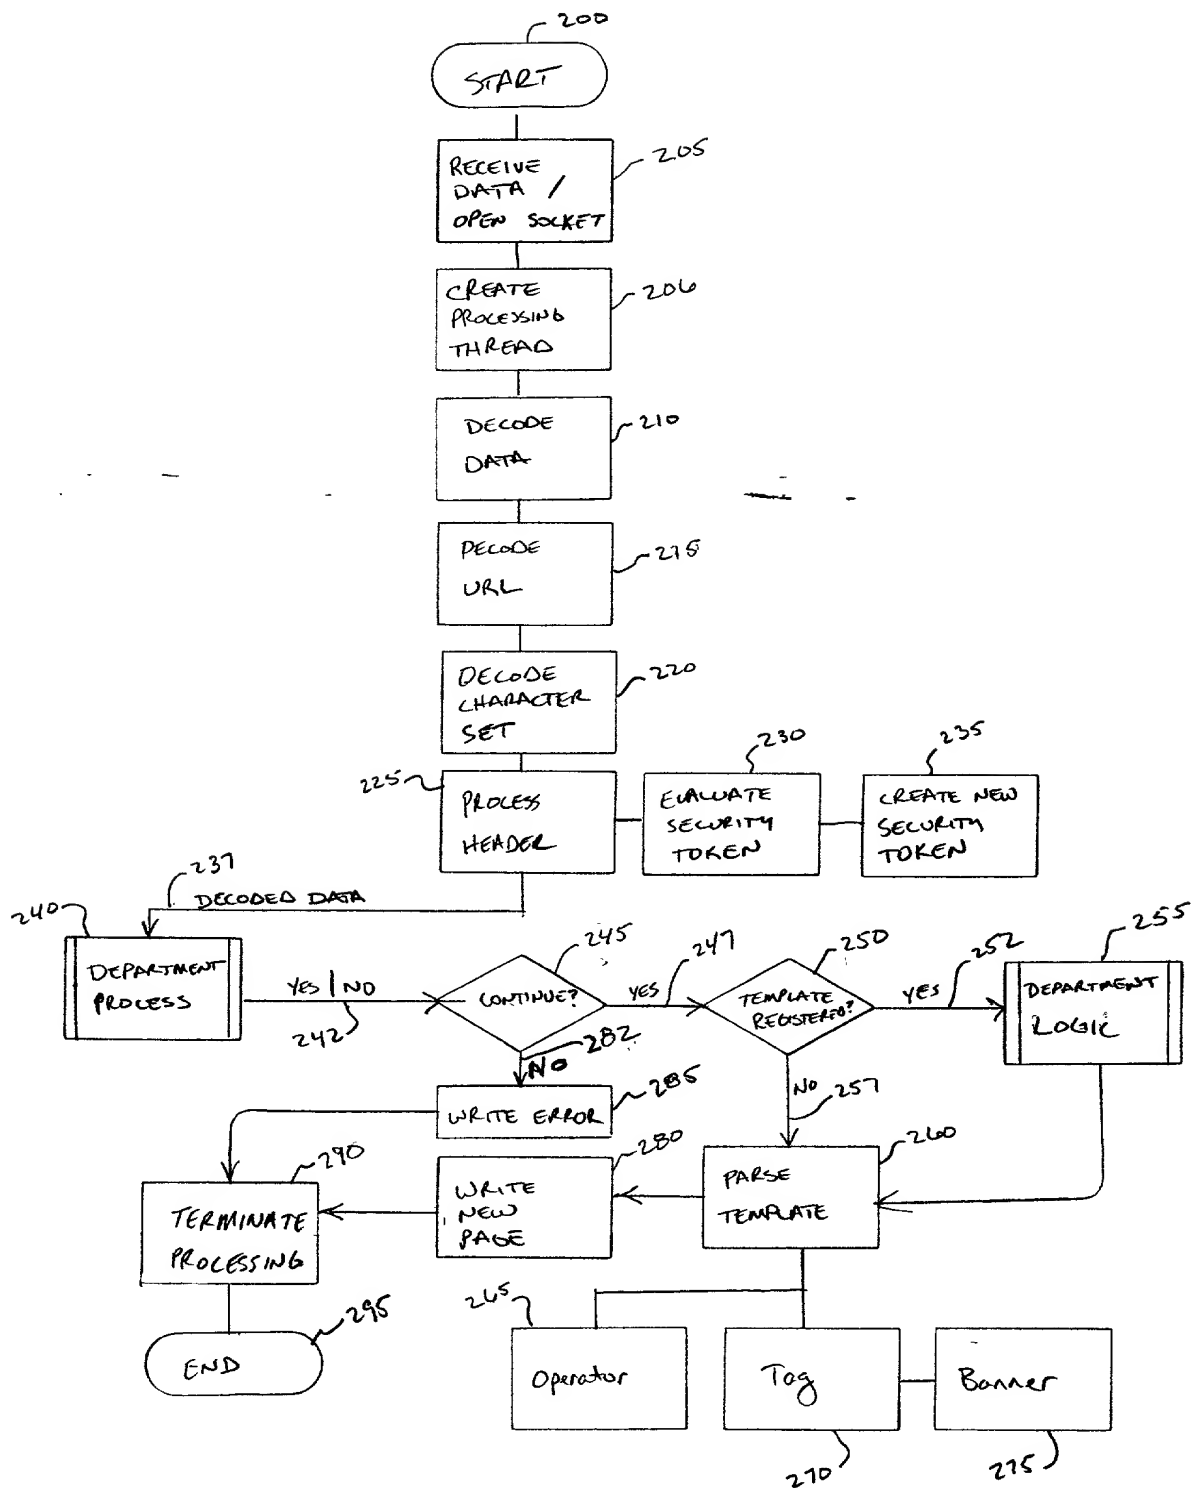 200
START
RECEIVE
DATA /
OPEN SOCKET
205
CREATE
PROCESSING
THREAD
206
DECODE
DATA
210
DECODE
URL
215
DECODE
CHARACTER
SET
220
225
PROCESS
HEADER
230
EVALUATE
SECURITY
TOKEN
235
CREATE NEW
SECURITY
TOKEN
237
DECODED DATA
240
DEPARTMENT
PROCESS
YES/NO
242
245
CONTINUE?
247
YES
250
TEMPLATE
REGISTERED?
252
YES
255
DEPARTMENT
LOGIC
282
NO
285
WRITE ERROR
NO
257
260
PARSE
TEMPLATE
280
WRITE
NEW
PAGE
290
TERMINATE
PROCESSING
295
END
265
Operator
Tag
270
Banner
275